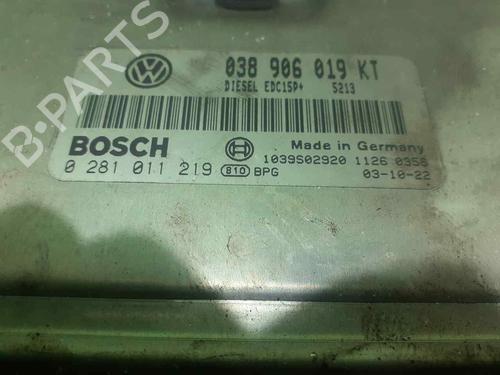 038 906 019 KT
DIESEL EDC15P+ 5213
BOSCH
Made in Germany
1039S02920 1126 0358
0 281 011 219 810 BPG
03-10-22
B-PARTS